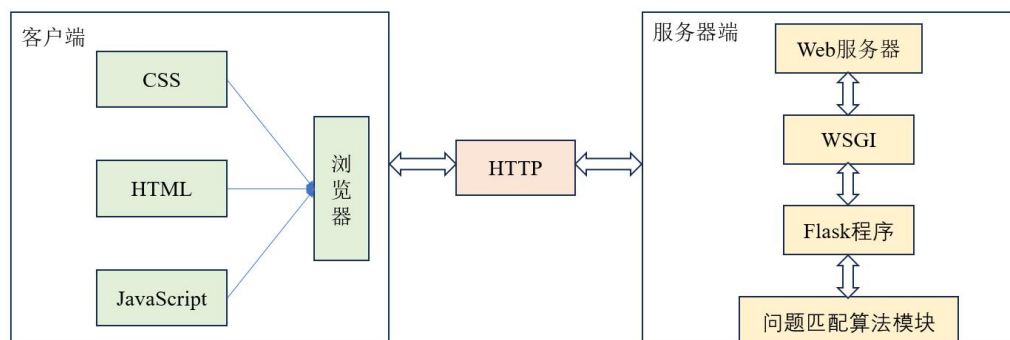 客户端
CSS
HTML
JavaScript
浏览器
HTTP
服务器端
Web服务器
WSGI
Flask程序
问题匹配算法模块